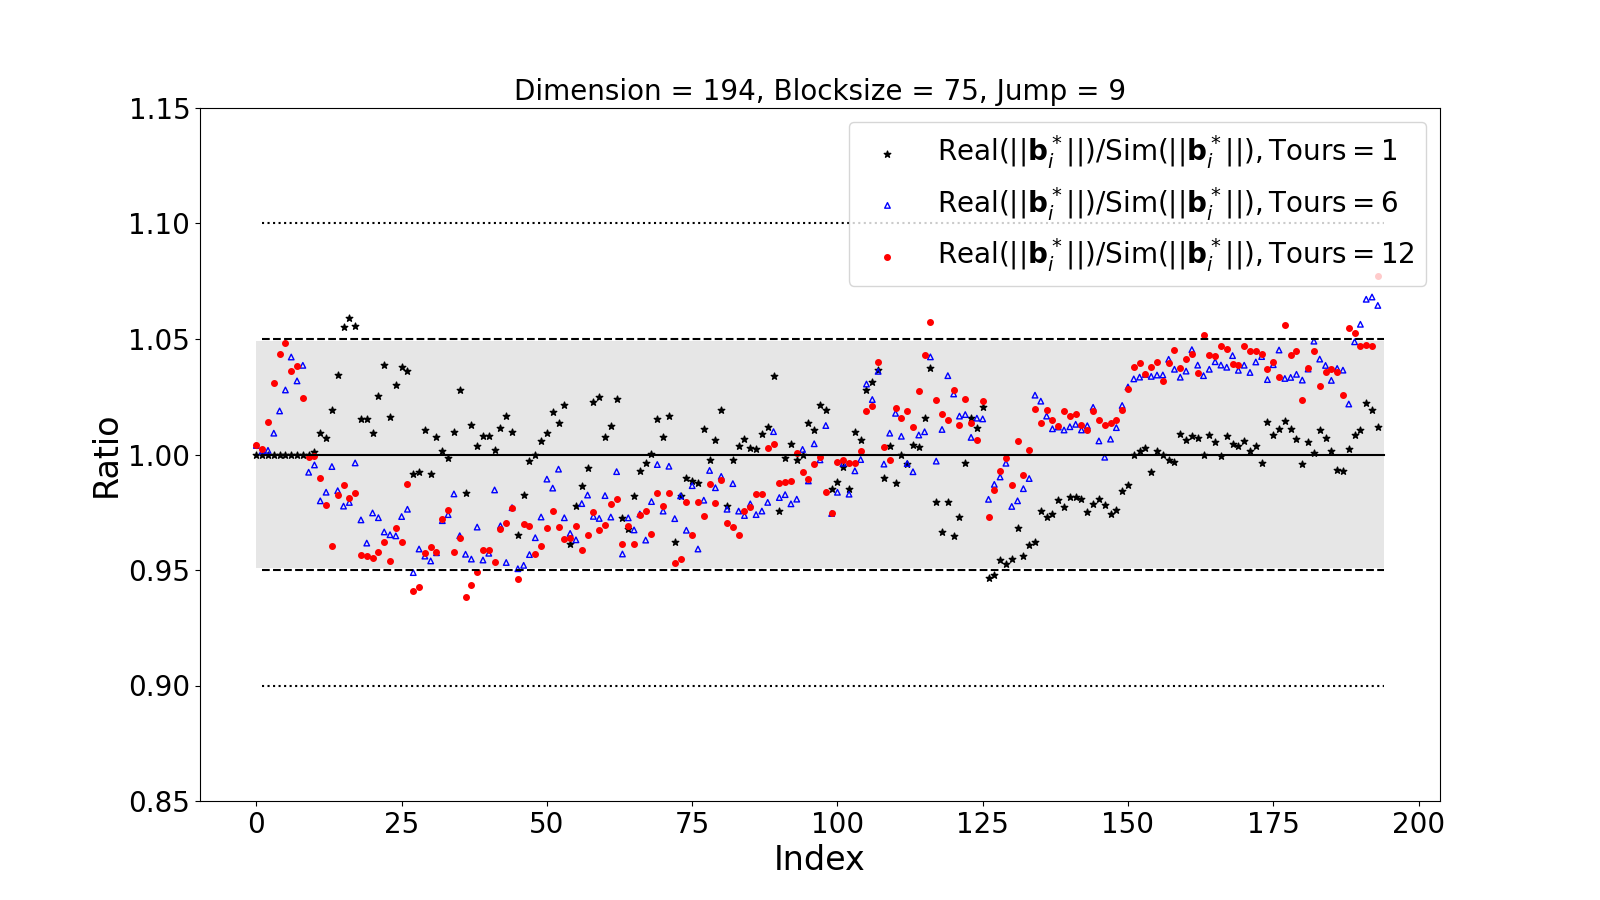 Dimension = 194, Blocksize = 75, Jump = 9
1.15
1.10
1.05
1.00
0.95
0.90
0.85
Ratio
Real(||b_i^*||)/Sim(||b_i^*||), Tours = 1
Real(||b_i^*||)/Sim(||b_i^*||), Tours = 6
Real(||b_i^*||)/Sim(||b_i^*||), Tours = 12
0 25 50 75 100 125 150 175 200
Index